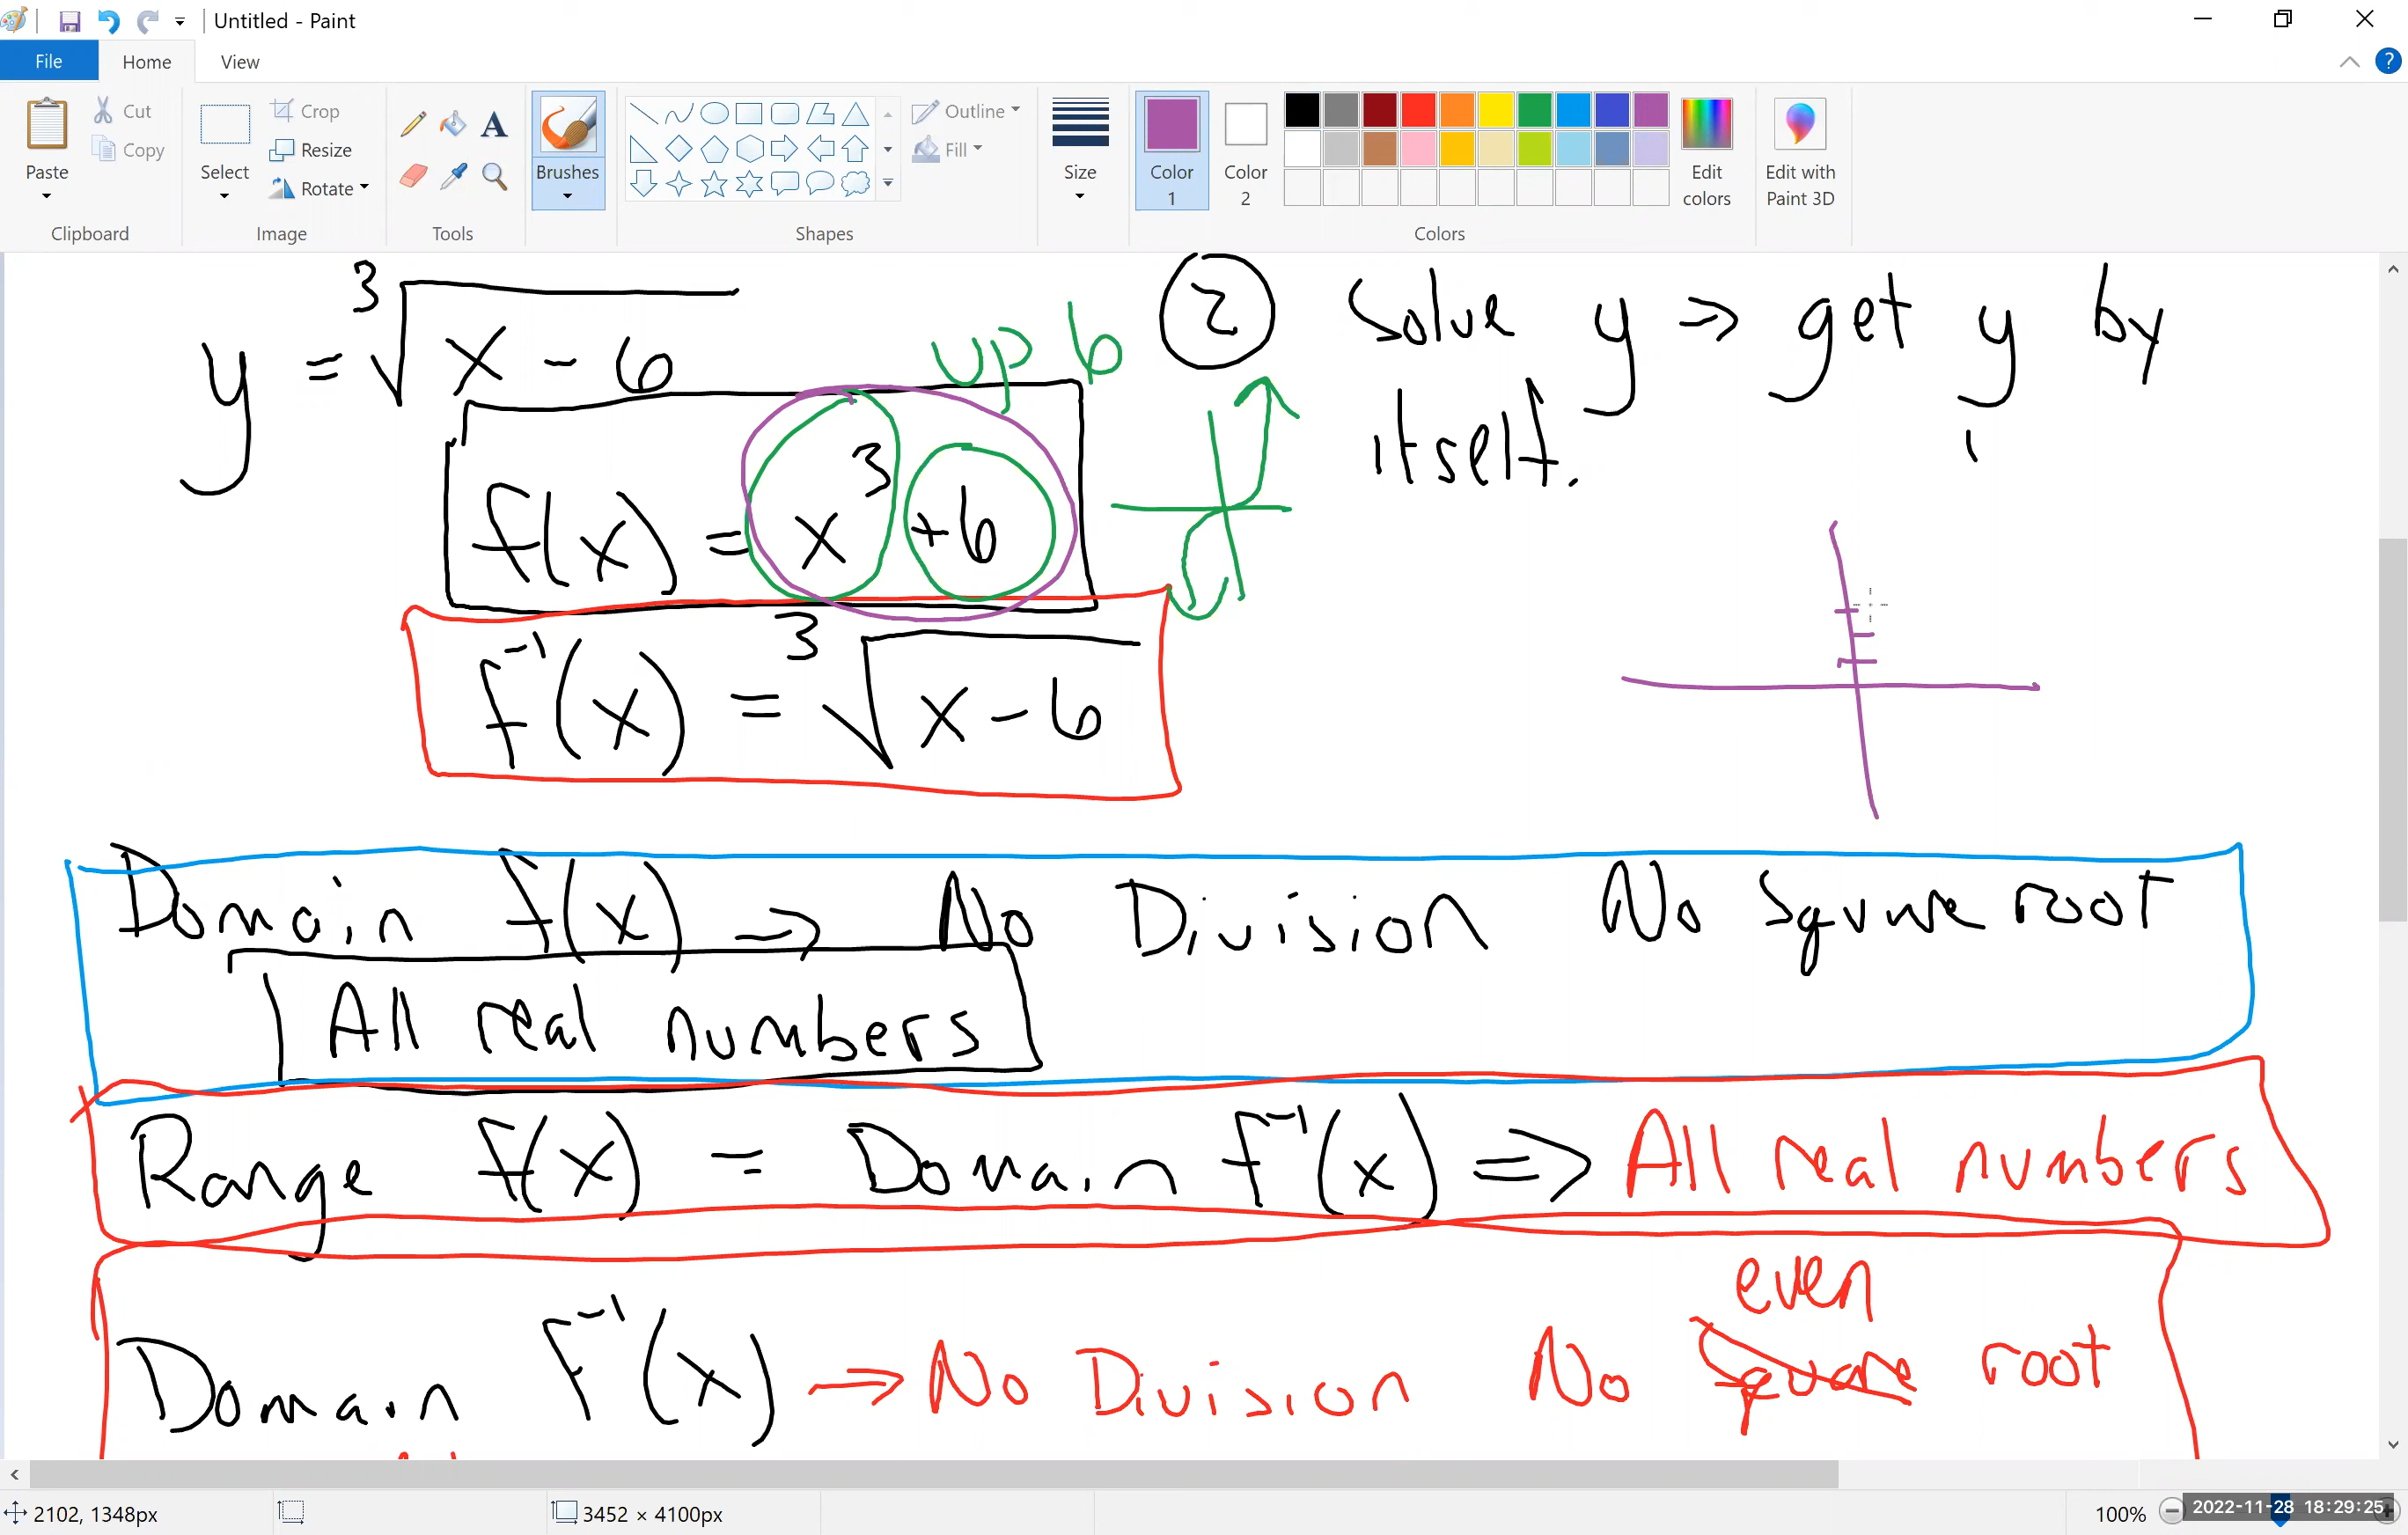 Untitled - Paint
File Home View
Paste Cut Copy Clipboard
Select Crop Resize Rotate Image
Tools
Brushes
Shapes Outline Fill
Size
Color 1 Color 2 Edit colors Colors
Edit with Paint 3D
y = ³√x - 6
up 6
② Solve y ⇒ get y by
itself.
f(x) = x³ + 6
f⁻¹(x) = ³√x - 6
Domain f(x) ⇒ No Division No Square root
All real numbers
Range f(x) = Domain f⁻¹(x) ⇒ All real numbers
even
Domain f⁻¹(x) → No Division No square root
2102, 1348px
3452 × 4100px
100%
2022-11-28 18:29:25